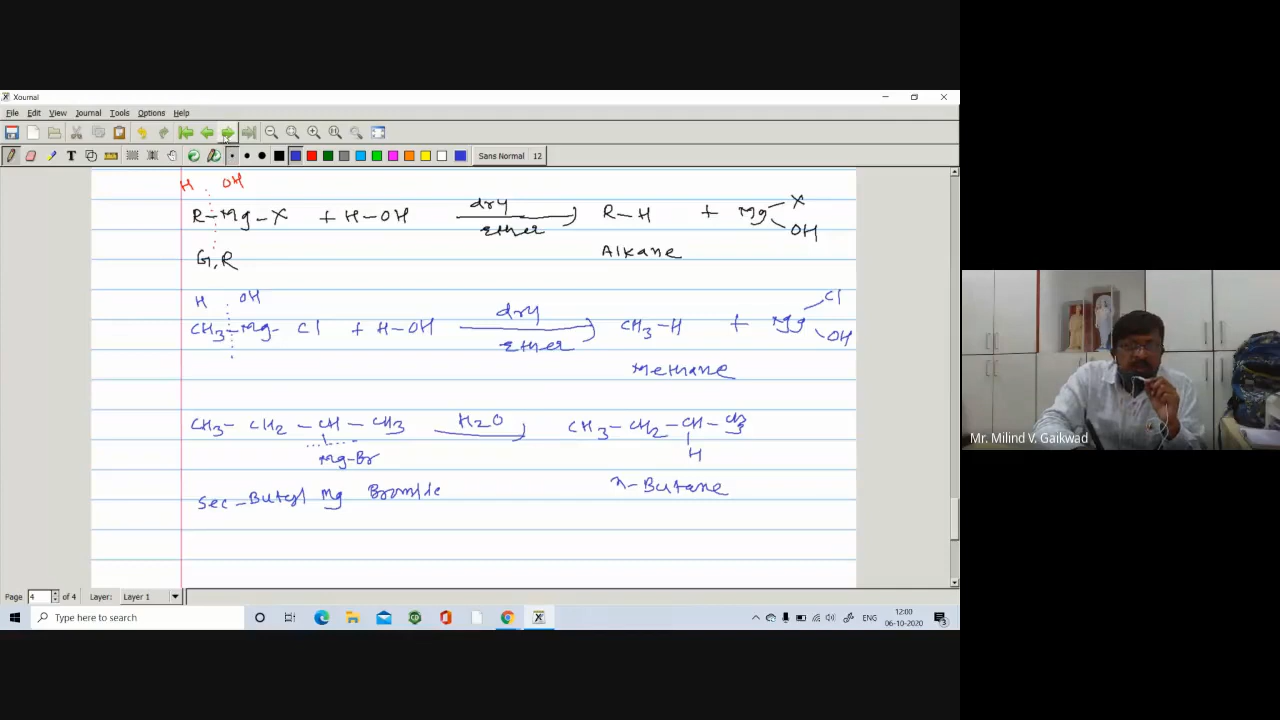 Xournal
File Edit View Journal Tools Options Help
Sans Normal 12
H OH
R-Mg-X + H-OH dry Ether R-H + Mg X OH
G.R Alkane
H OH
CH3-Mg-Cl + H-OH dry Ether CH3-H + Mg Cl OH
Methane
CH3-CH2-CH-CH3 H2O CH3-CH2-CH-CH3
Mg-Br H
Sec-Butyl Mg Bromide n-Butane
Mr. Milind V. Gaikwad
Page 4 of 4 Layer: Layer 1
Type here to search ENG 12:00
06-10-2020 3